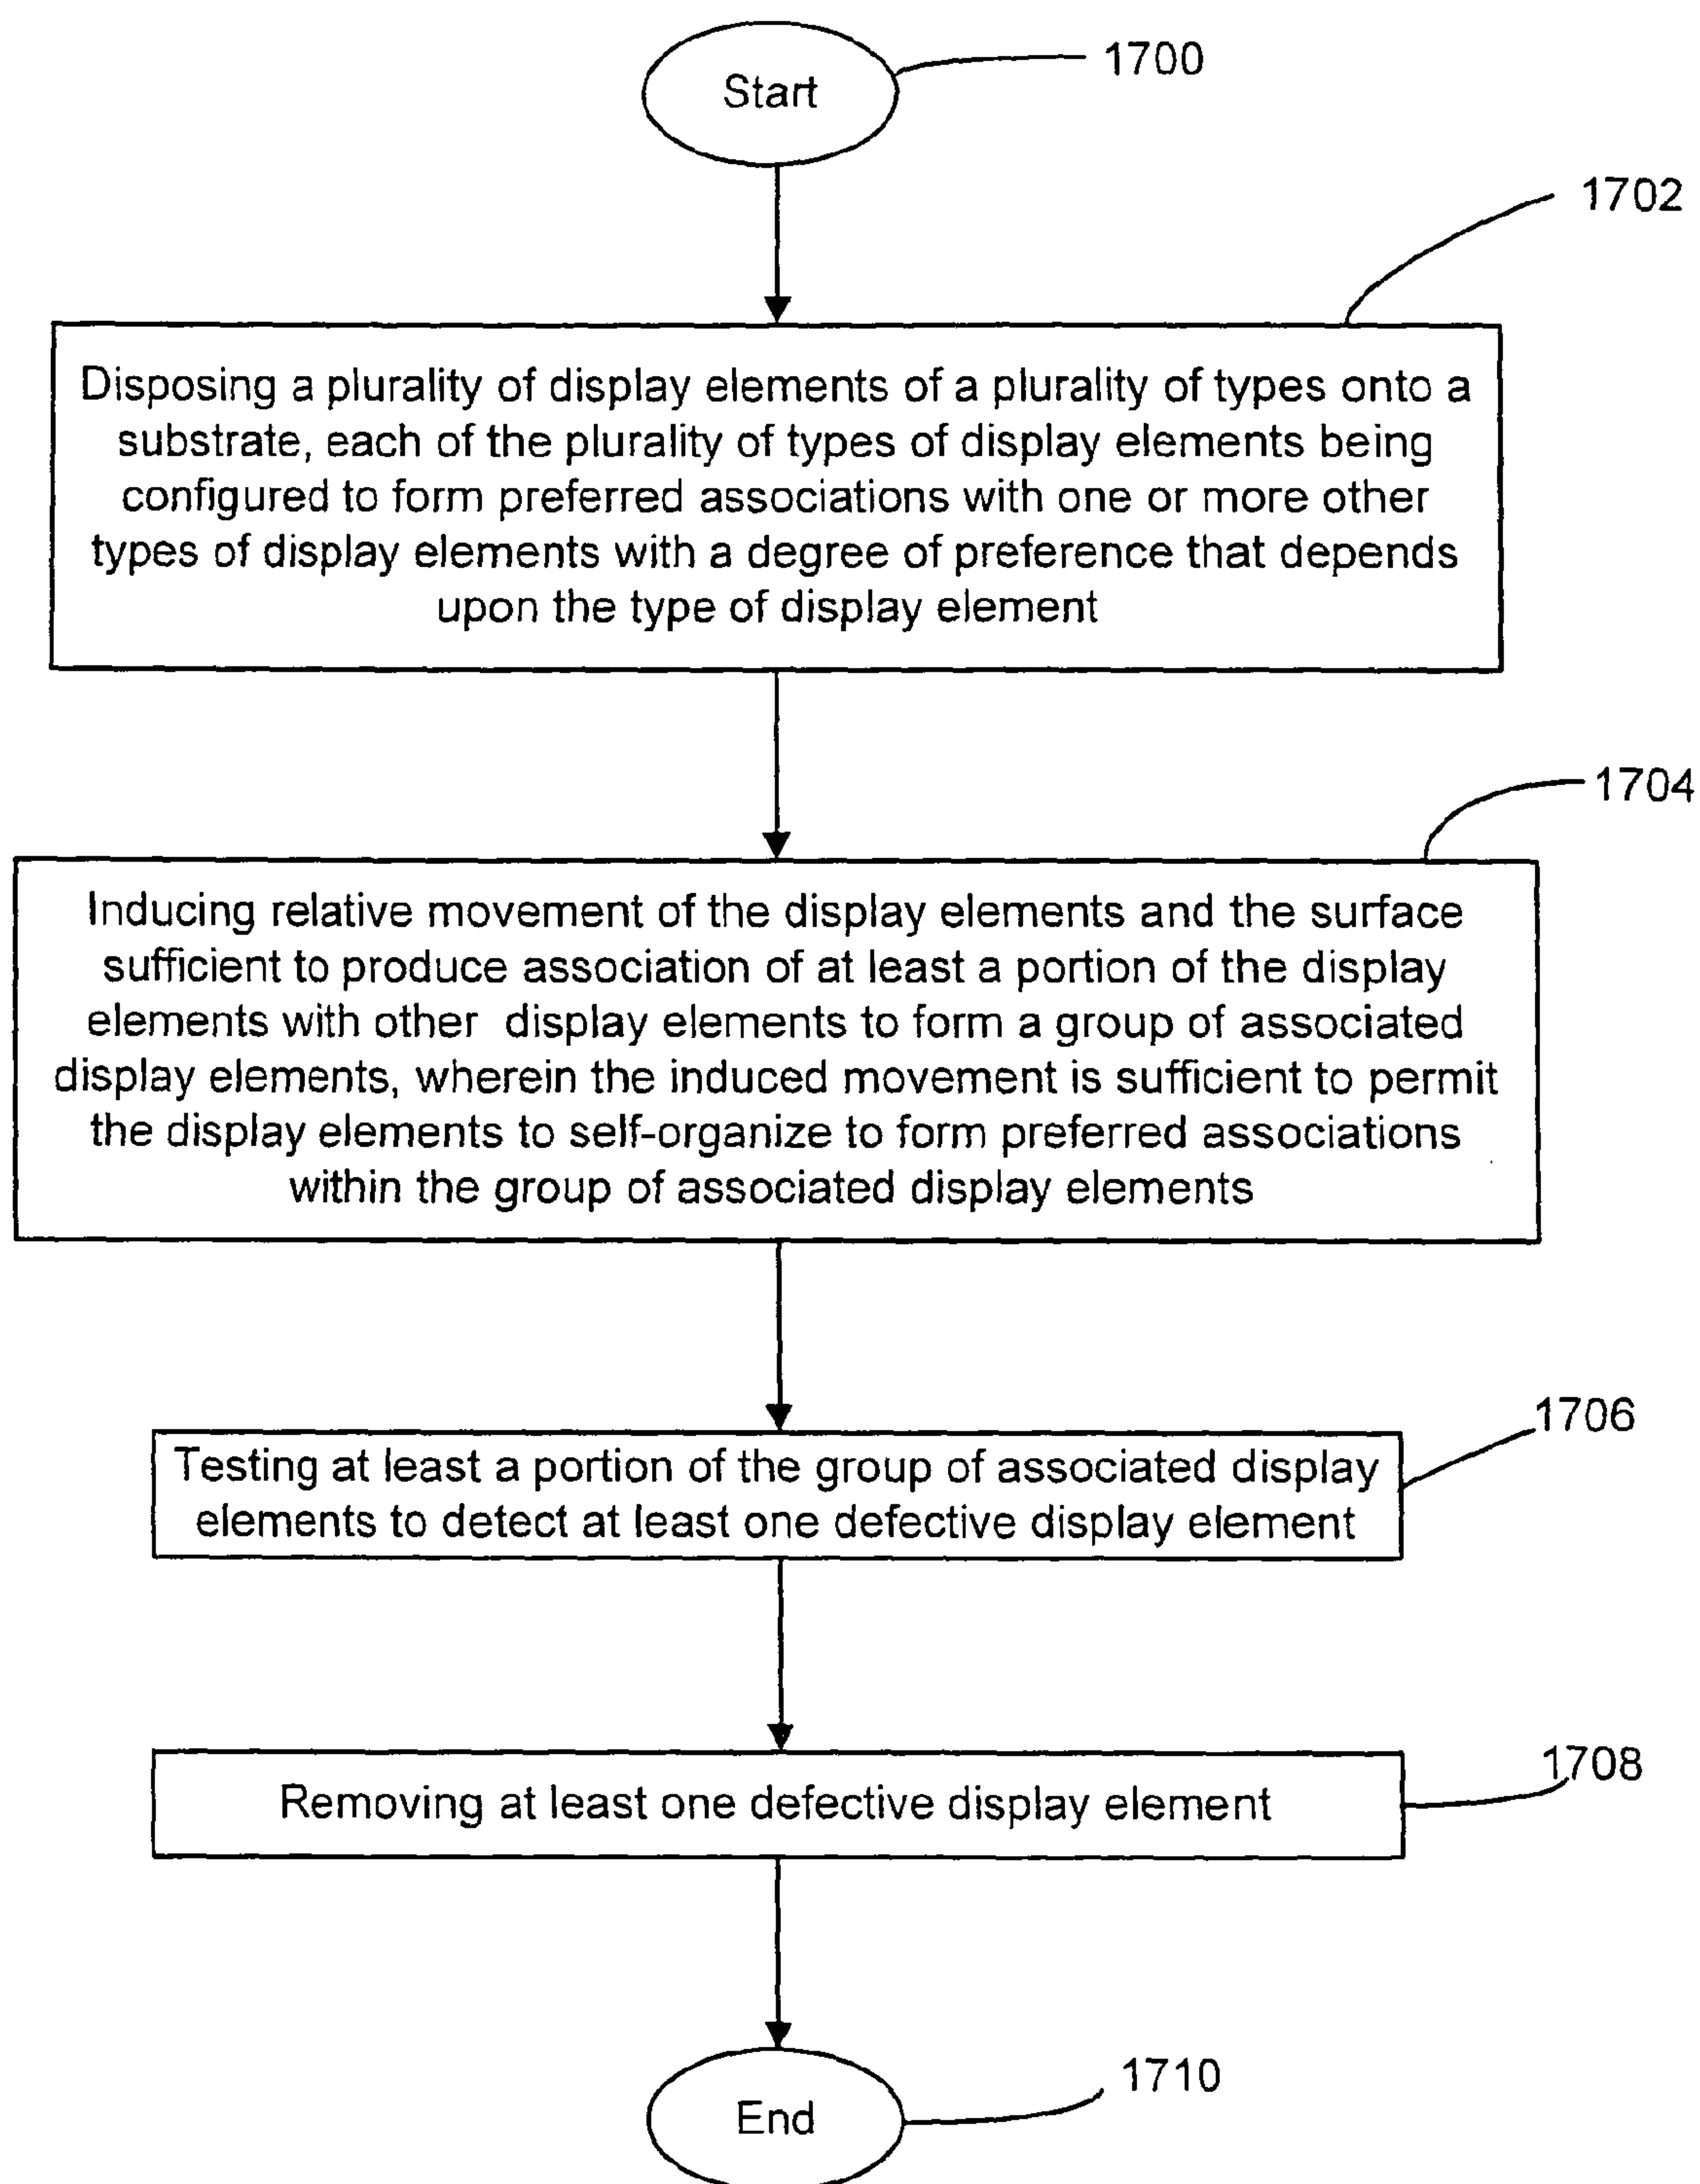 Start
1700
1702
Disposing a plurality of display elements of a plurality of types onto a
substrate, each of the plurality of types of display elements being
configured to form preferred associations with one or more other
types of display elements with a degree of preference that depends
upon the type of display element
1704
Inducing relative movement of the display elements and the surface
sufficient to produce association of at least a portion of the display
elements with other display elements to form a group of associated
display elements, wherein the induced movement is sufficient to permit
the display elements to self-organize to form preferred associations
within the group of associated display elements
1706
Testing at least a portion of the group of associated display
elements to detect at least one defective display element
1708
Removing at least one defective display element
1710
End